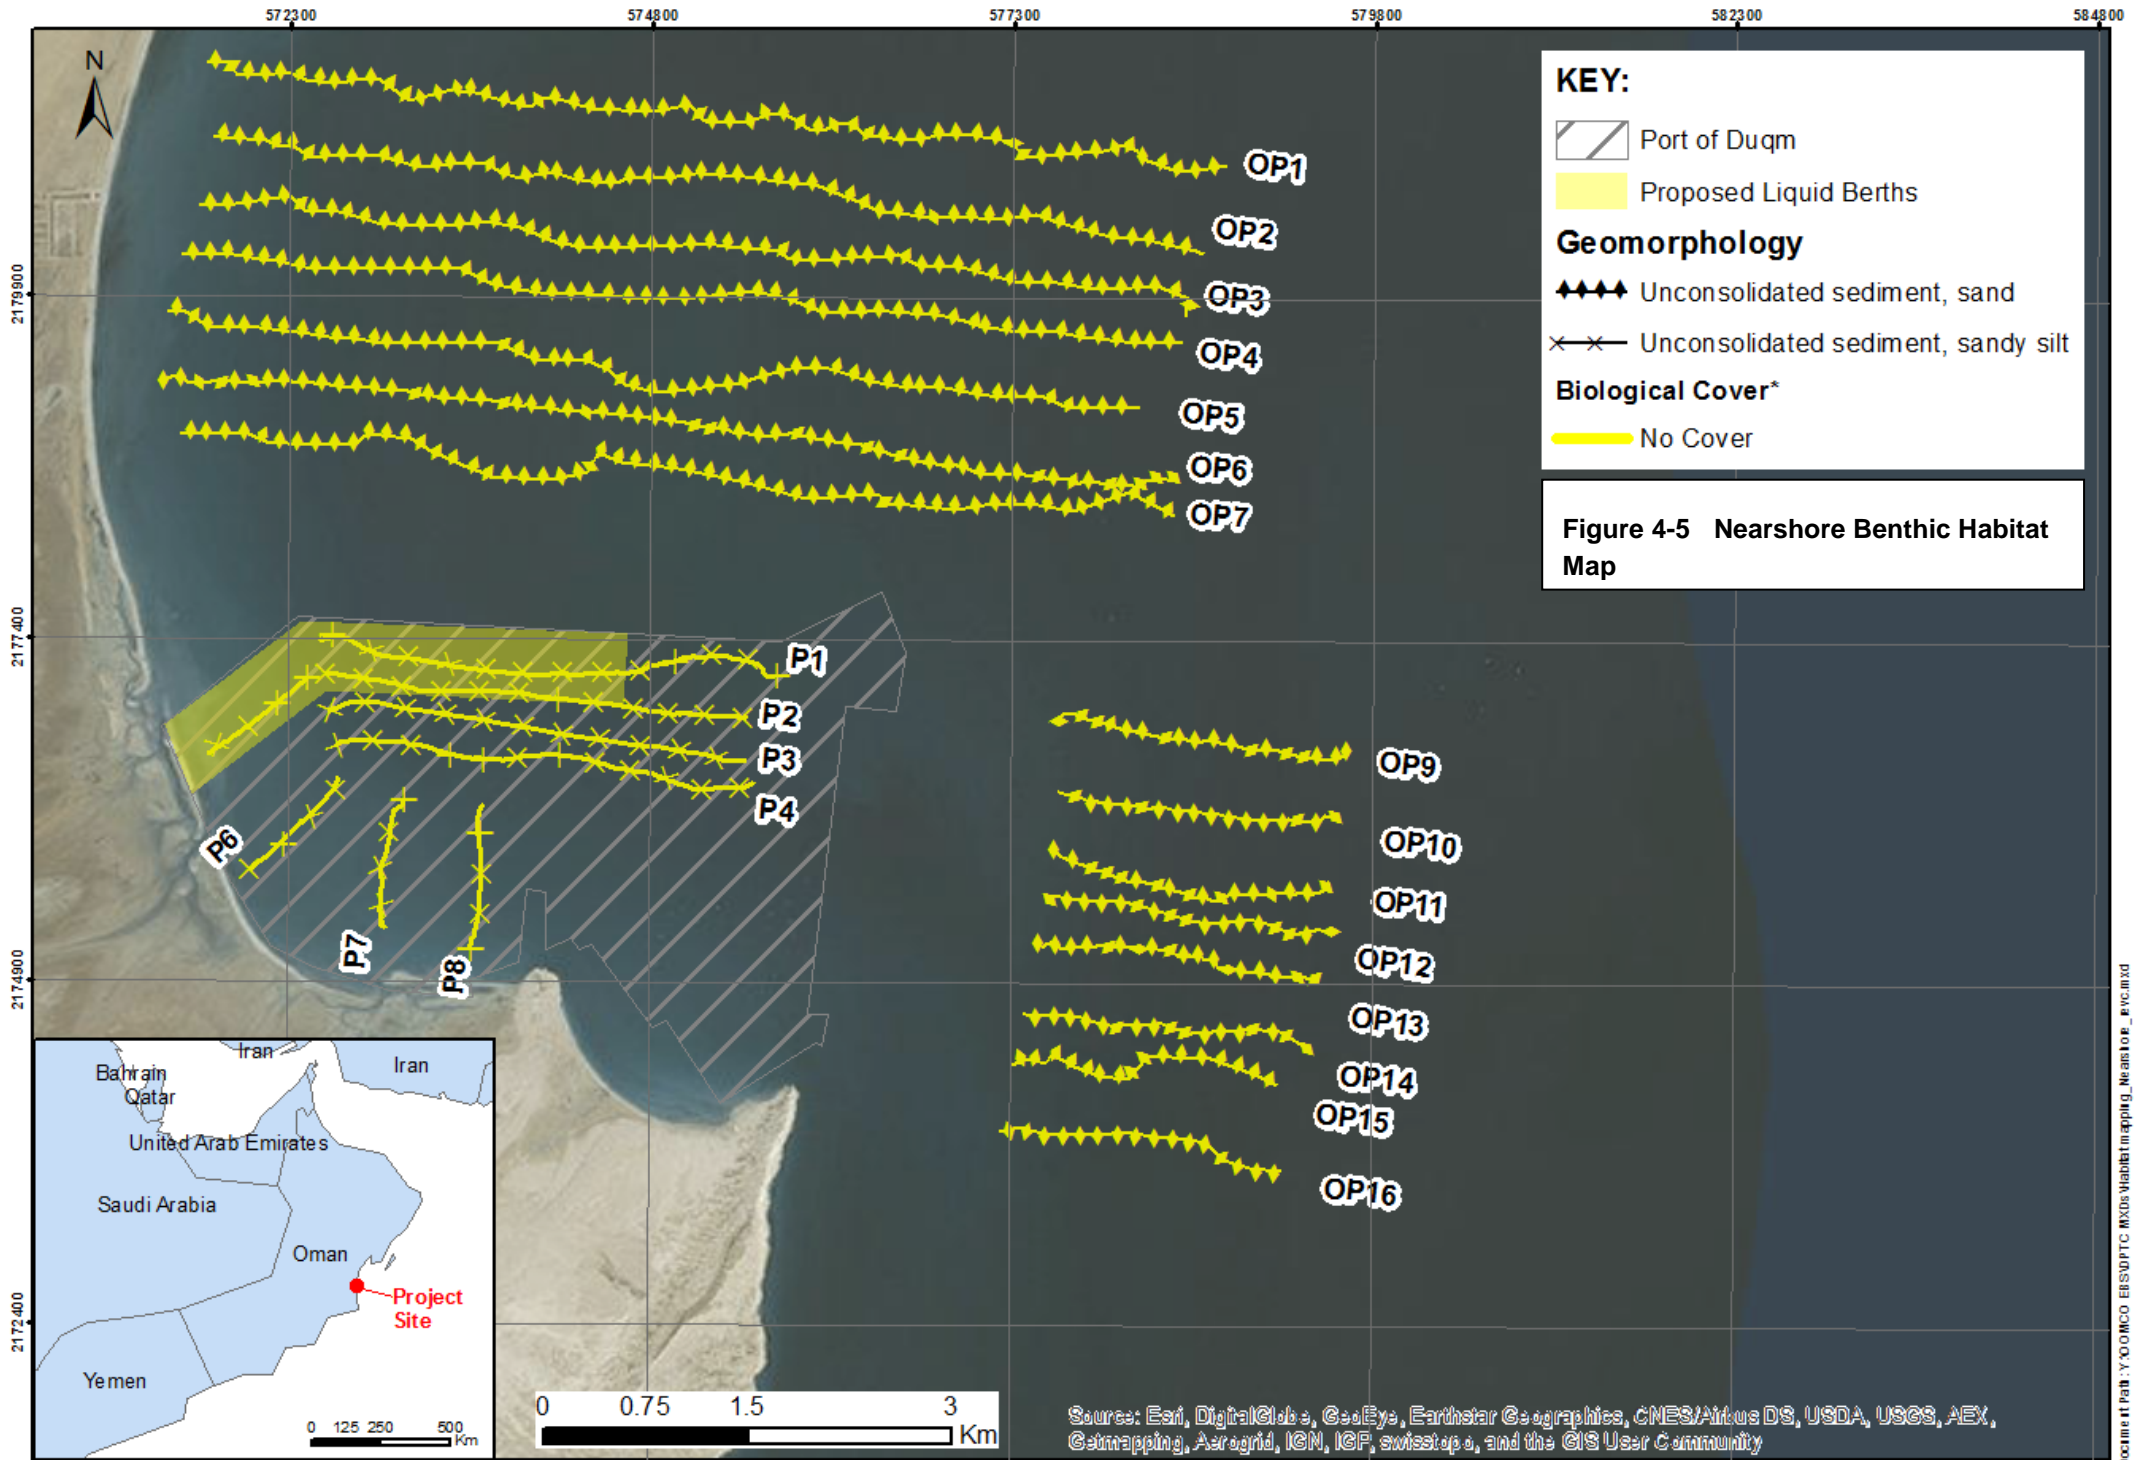 572300 574800 577300 579800 582300 584800
N
2179900
2177400
2174900
2172400
KEY:
Port of Duqm
Proposed Liquid Berths
Geomorphology
Unconsolidated sediment, sand
Unconsolidated sediment, sandy silt
Biological Cover*
No Cover
Figure 4-5 Nearshore Benthic Habitat
Map
OP1
OP2
OP3
OP4
OP5
OP6
OP7
P1
P2
P3
P4
P6
P7
P8
OP9
OP10
OP11
OP12
OP13
OP14
OP15
OP16
Iran
Iran
Bahrain
Qatar
United Arab Emirates
Saudi Arabia
Oman
Project
Site
Yemen
0 125 250 500
Km
0 0.75 1.5 3
Km
Source: Esri, DigitalGlobe, GeoEye, Earthstar Geographics, CNES/Airbus DS, USDA, USGS, AEX,
Getmapping, Aerogrid, IGN, IGP, swisstopo, and the GIS User Community